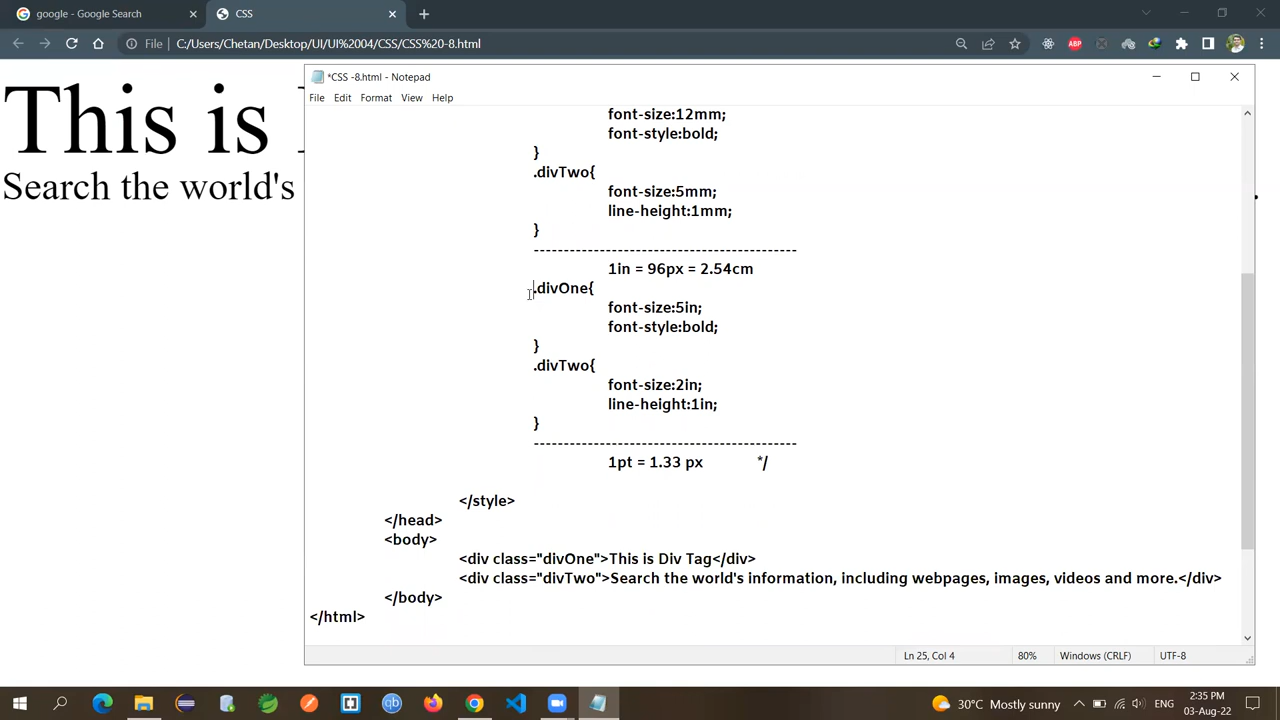 google - Google Search
CSS
File
C:/Users/Chetan/Desktop/UI/UI%2004/CSS/CSS%20-8.html
ABP
This is
Search the world's
*CSS -8.html - Notepad
File Edit Format View Help
font-size:12mm;
font-style:bold;
}
.divTwo{
font-size:5mm;
line-height:1mm;
}
-------------------------------------------
1in = 96px = 2.54cm
.divOne{
font-size:5in;
font-style:bold;
}
.divTwo{
font-size:2in;
line-height:1in;
}
-------------------------------------------
1pt = 1.33 px */
</style>
</head>
<body>
<div class="divOne">This is Div Tag</div>
<div class="divTwo">Search the world's information, including webpages, images, videos and more.</div>
</body>
</html>
Ln 25, Col 4
80%
Windows (CRLF)
UTF-8
qb
30°C Mostly sunny
2:35 PM
03-Aug-22